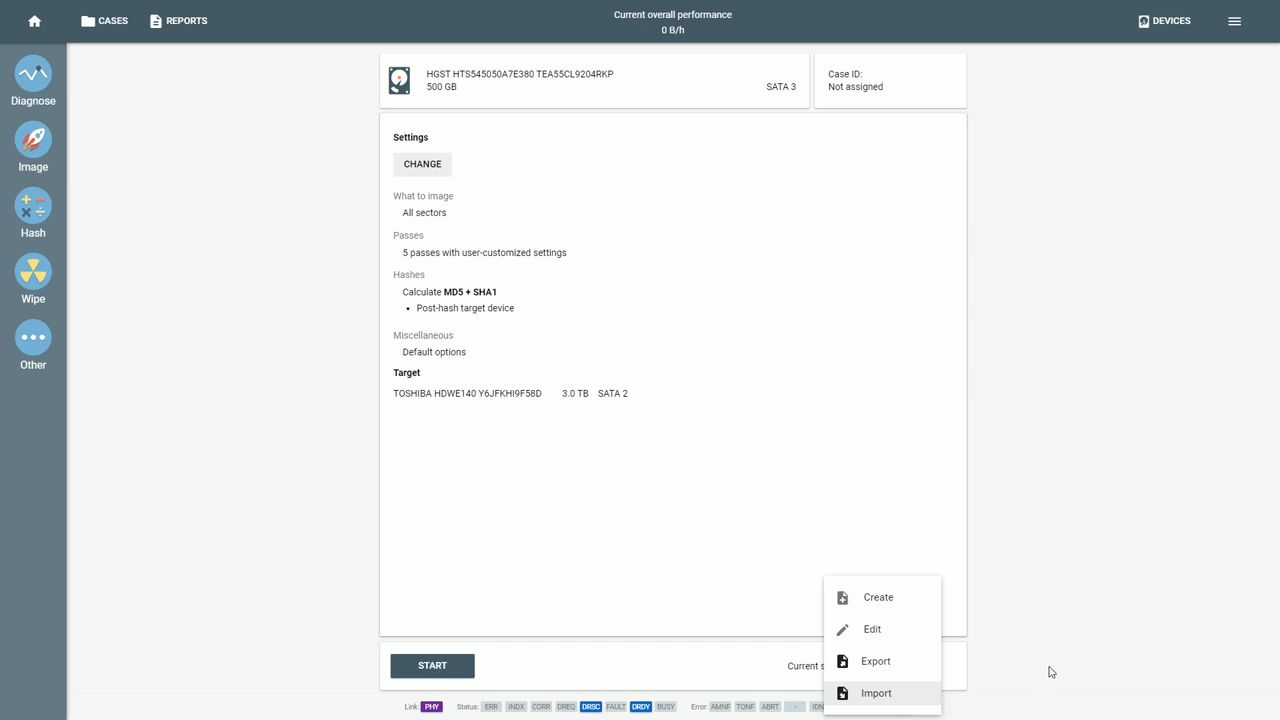 CASES
REPORTS
Current overall performance
0 B/h
DEVICES
Diagnose
Image
Hash
Wipe
Other
HGST HTS545050A7E380 TEA55CL9204RKP
500 GB
SATA 3
Case ID:
Not assigned
Settings
CHANGE
What to image
All sectors
Passes
5 passes with user-customized settings
Hashes
Calculate MD5 + SHA1
• Post-hash target device
Miscellaneous
Default options
Target
TOSHIBA HDWE140 Y6JFKHI9F58D 3.0 TB SATA 2
Create
Edit
Export
Import
START
Current s
Link: PHY Status: ERR INDX CORR DREQ DRSC FAULT DRDY BUSY Error: AMNF TONF ABRT - IDN